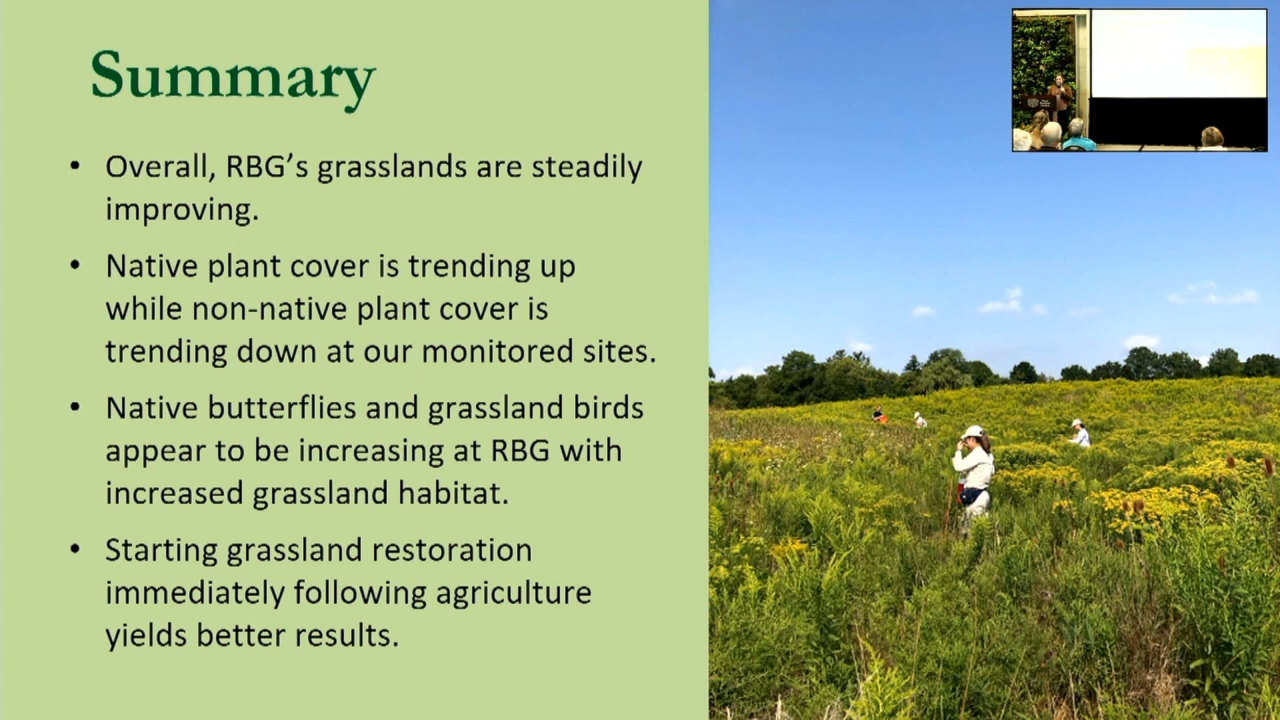 Summary
• Overall, RBG’s grasslands are steadily
improving.
• Native plant cover is trending up
while non-native plant cover is
trending down at our monitored sites.
• Native butterflies and grassland birds
appear to be increasing at RBG with
increased grassland habitat.
• Starting grassland restoration
immediately following agriculture
yields better results.